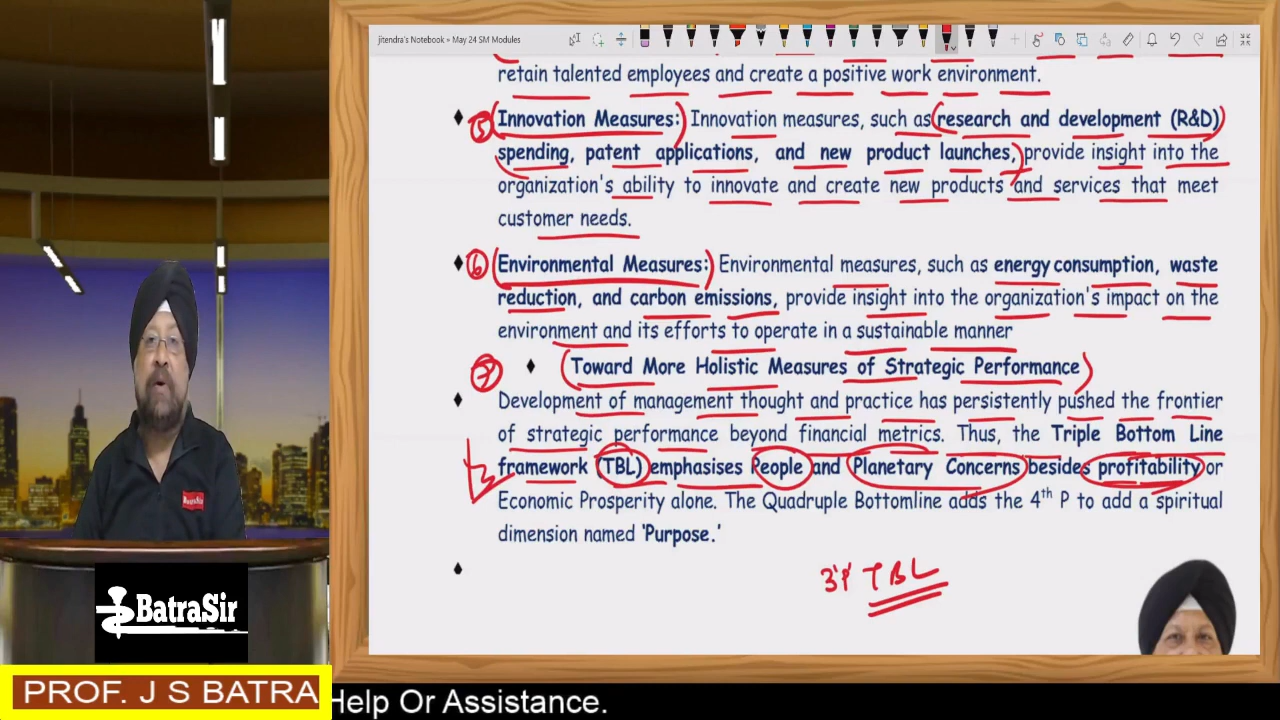 jitendra's Notebook » May 24 SM Modules
retain talented employees and create a positive work environment.
♦ ⑤ Innovation Measures: Innovation measures, such as research and development (R&D)
spending, patent applications, and new product launches, provide insight into the
organization's ability to innovate and create new products and services that meet
customer needs.
♦ ⑥ Environmental Measures: Environmental measures, such as energy consumption, waste
reduction, and carbon emissions, provide insight into the organization's impact on the
environment and its efforts to operate in a sustainable manner
⑦ ♦ Toward More Holistic Measures of Strategic Performance
♦ Development of management thought and practice has persistently pushed the frontier
of strategic performance beyond financial metrics. Thus, the Triple Bottom Line
framework (TBL) emphasises People and Planetary Concerns besides profitability or
Economic Prosperity alone. The Quadruple Bottomline adds the 4th P to add a spiritual
dimension named 'Purpose.'
♦
3'P TBL
BatraSir
BatraSir
PROF. J S BATRA
Help Or Assistance.